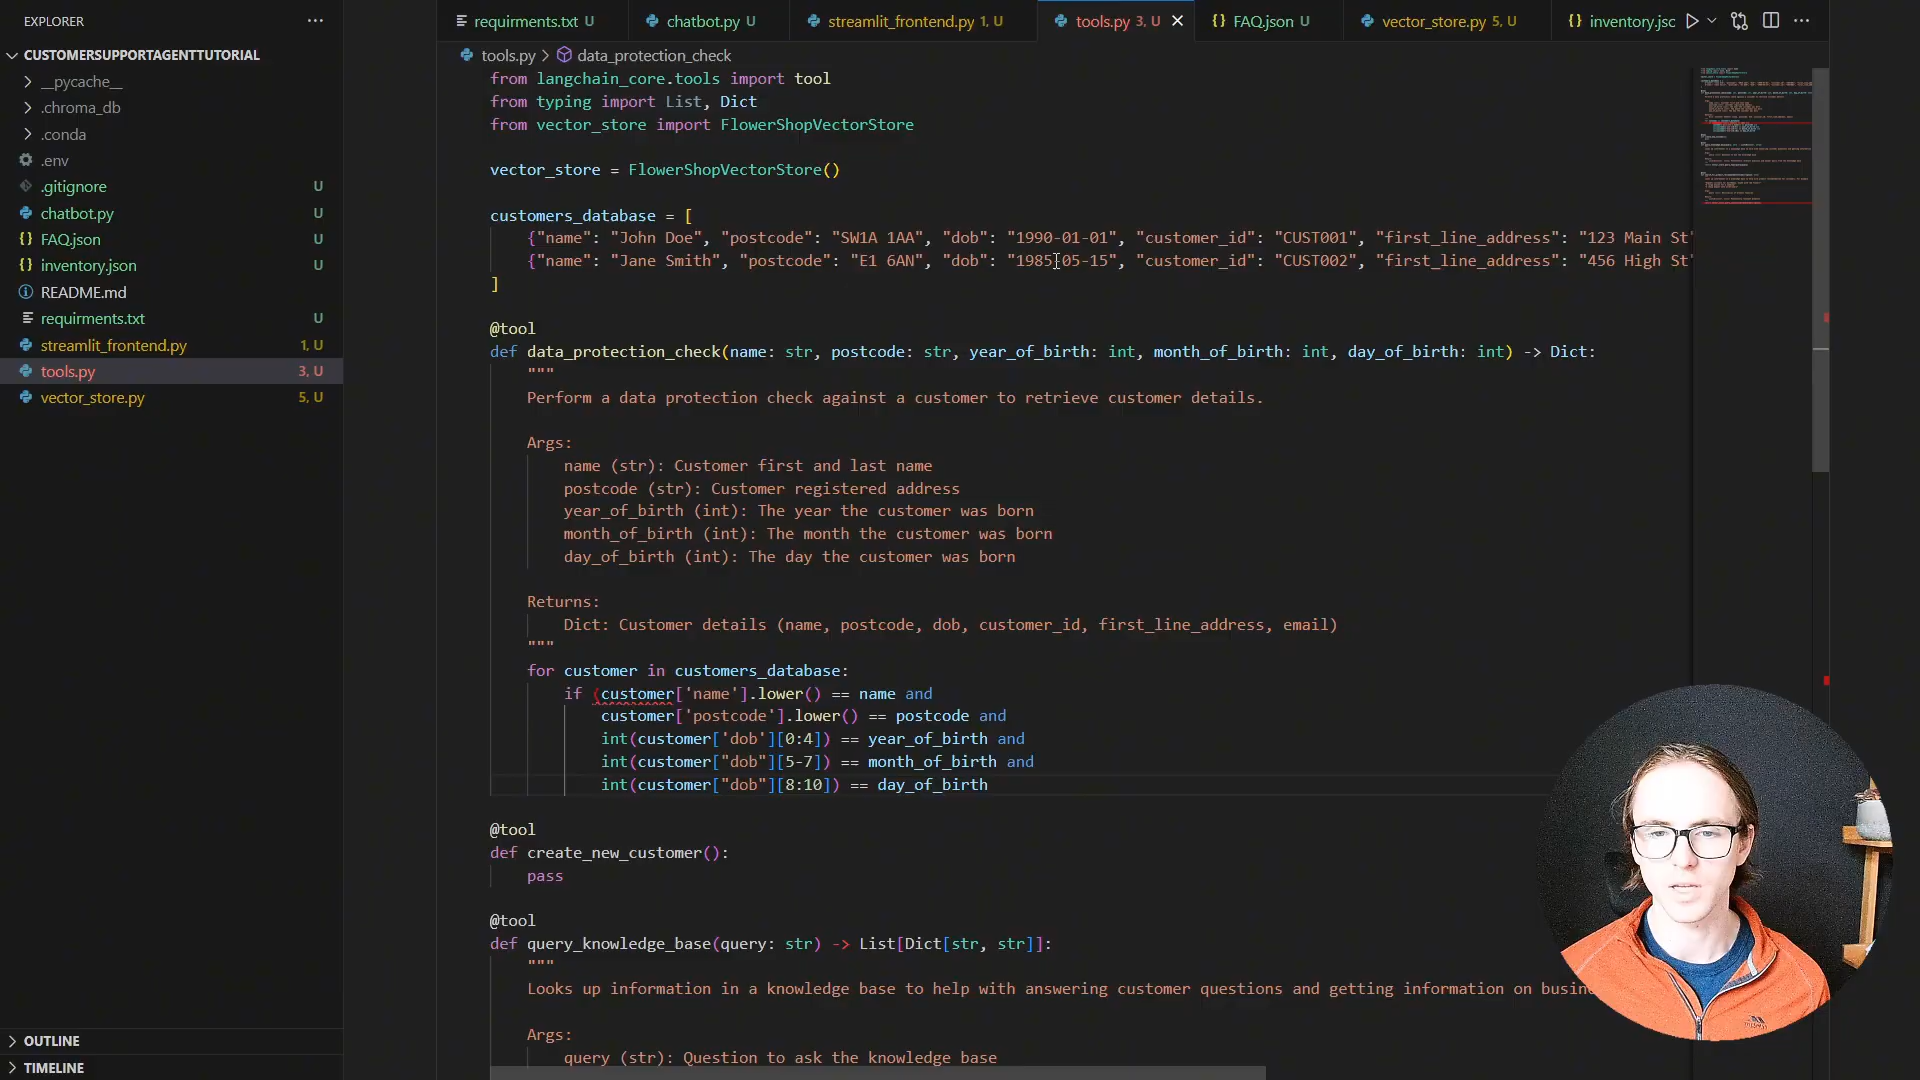 EXPLORER
CUSTOMERSUPPORTAGENTTUTORIAL
__pycache__
.chroma_db
.conda
.env
.gitignore U
chatbot.py U
FAQ.json U
inventory.json U
README.md
requirments.txt U
streamlit_frontend.py 1, U
tools.py 3, U
vector_store.py 5, U
OUTLINE
TIMELINE
requirments.txt U chatbot.py U streamlit_frontend.py 1, U tools.py 3, U FAQ.json U vector_store.py 5, U inventory.jsc
tools.py > data_protection_check
from langchain_core.tools import tool
from typing import List, Dict
from vector_store import FlowerShopVectorStore
vector_store = FlowerShopVectorStore()
customers_database = [
{"name": "John Doe", "postcode": "SW1A 1AA", "dob": "1990-01-01", "customer_id": "CUST001", "first_line_address": "123 Main St"
{"name": "Jane Smith", "postcode": "E1 6AN", "dob": "1985-05-15", "customer_id": "CUST002", "first_line_address": "456 High St"
]
@tool
def data_protection_check(name: str, postcode: str, year_of_birth: int, month_of_birth: int, day_of_birth: int) -> Dict:
"""
Perform a data protection check against a customer to retrieve customer details.
Args:
name (str): Customer first and last name
postcode (str): Customer registered address
year_of_birth (int): The year the customer was born
month_of_birth (int): The month the customer was born
day_of_birth (int): The day the customer was born
Returns:
Dict: Customer details (name, postcode, dob, customer_id, first_line_address, email)
"""
for customer in customers_database:
if (customer['name'].lower() == name and
customer['postcode'].lower() == postcode and
int(customer['dob'][0:4]) == year_of_birth and
int(customer["dob"][5-7]) == month_of_birth and
int(customer["dob"][8:10]) == day_of_birth
@tool
def create_new_customer():
pass
@tool
def query_knowledge_base(query: str) -> List[Dict[str, str]]:
"""
Looks up information in a knowledge base to help with answering customer questions and getting information on busin
Args:
query (str): Question to ask the knowledge base